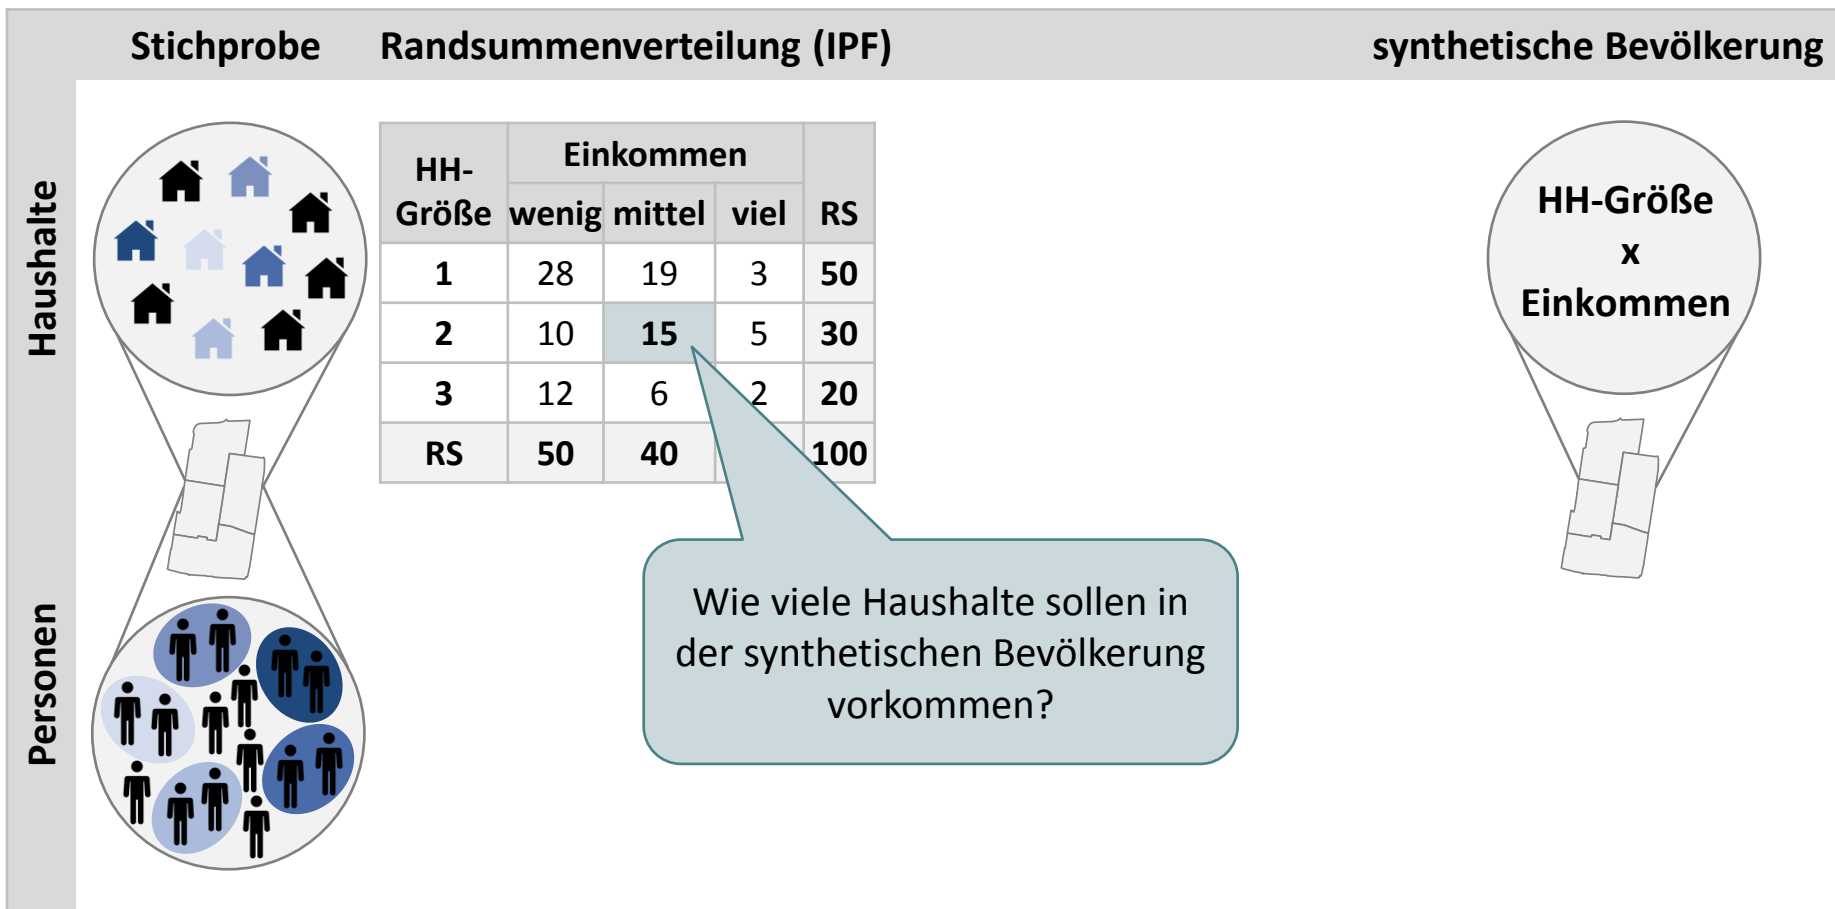 Stichprobe Randsummenverteilung (IPF) synthetische Bevölkerung
Haushalte
HH-Größe Einkommen RS
wenig mittel viel
1 28 19 3 50
2 10 15 5 30
3 12 6 2 20
RS 50 40 100
HH-Größe
x
Einkommen
Wie viele Haushalte sollen in
der synthetischen Bevölkerung
vorkommen?
Personen